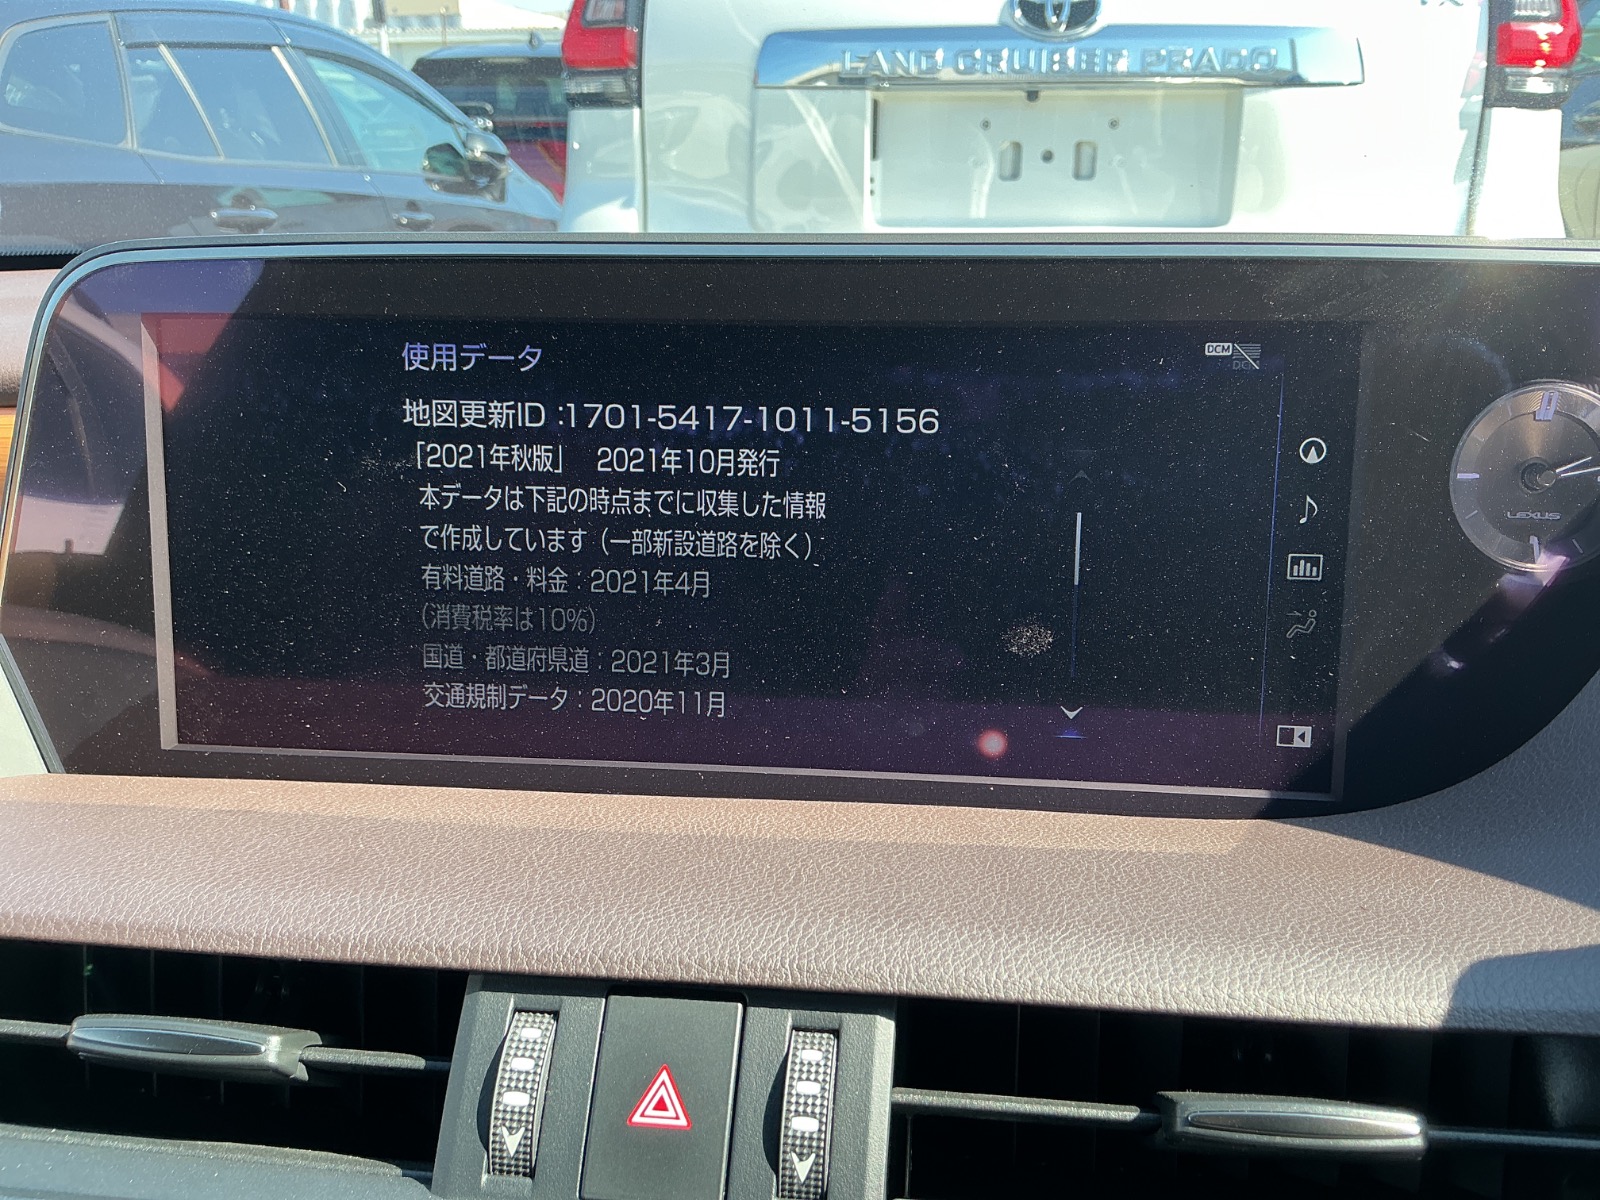 LAND CRUISER PRADO
使用データ
DCM
地図更新ID :1701-5417-1011-5156
「2021年秋版」 2021年10月発行
本データは下記の時点までに収集した情報
で作成しています（一部新設道路を除く）
有料道路・料金：2021年4月
（消費税率は10%）
国道・都道府県道：2021年3月
交通規制データ：2020年11月
LEXUS